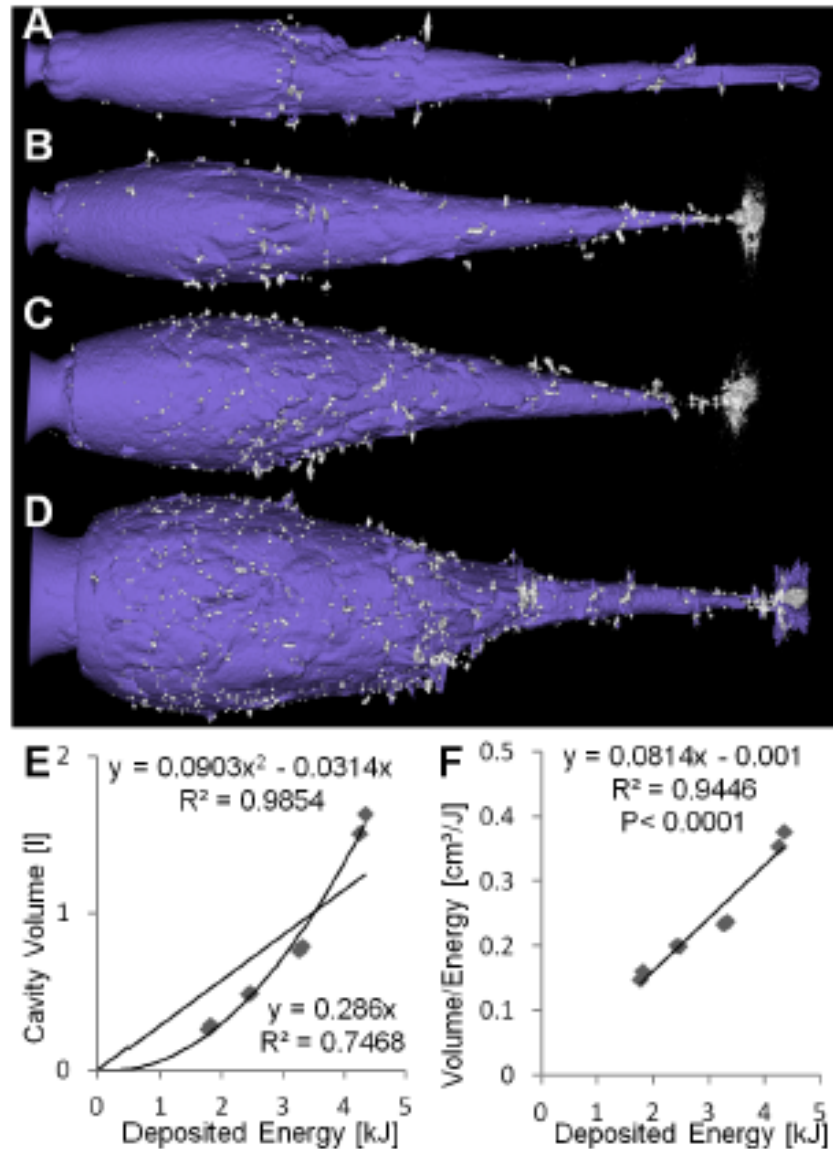 A
B
C
D
E
2
y = 0.0903x² - 0.0314x
R² = 0.9854
Cavity Volume [l]
1
y = 0.286x
R² = 0.7468
0
0 1 2 3 4 5
Deposited Energy [kJ]
F
0.5
y = 0.0814x - 0.001
R² = 0.9446
P< 0.0001
Volume/Energy [cm³/J]
0.4
0.3
0.2
0.1
0
0 1 2 3 4 5
Deposited Energy [kJ]